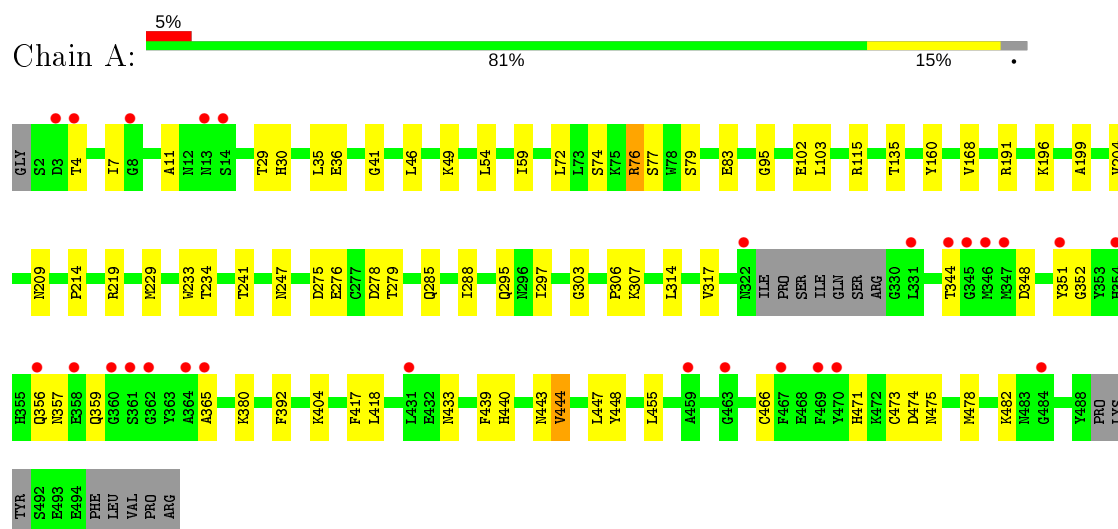 5%
Chain A:
81% 15% •
GLY S2 D3 T4 I7 G8 A11 N12 N13 S14 T29 H30 L35 E36 G41 L46 K49 L54 I59 L72 L73 S74 K75 R76 S77 W78 S79 E83 G95 E102 L103 R115 T135 Y160 V168 R191 K196 A199
N209 P214 R219 M229 W233 T234 T241 N247 D275 E276 C277 D278 T279 Q285 I288 Q295 N296 I297 G303 P306 K307 L314 V317 N322 ILE PRO SER ILE GLN SER ARG G330 L331 T344 G345 M346 M347 D348 Y351 G352 Y353 H354
H355 Q356 N357 E358 Q359 G360 S361 G362 Y363 A364 A365 K380 F392 K404 F417 L418 L431 E432 N433 F439 H440 N443 V444 L447 Y448 L455 A459 G463 C466 F467 E468 F469 Y470 H471 K472 C473 D474 N475 M478 K482 N483 G484 Y488 PRO LYS
TYR S492 E493 E494 PHE LEU VAL PRO ARG